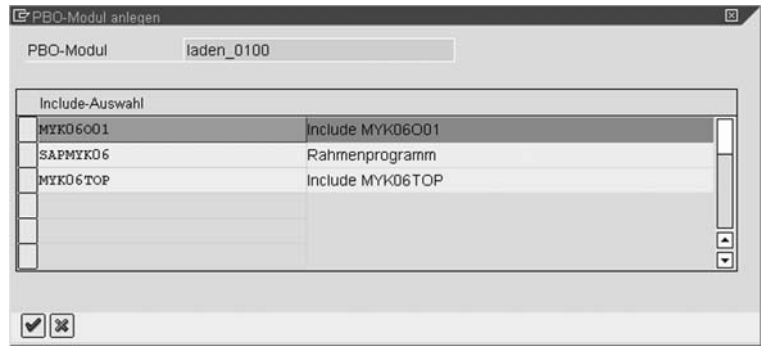 PBO-Modul anlegen
PBO-Modul laden_0100
Include-Auswahl
MYK06O01 Include MYK06O01
SAPMYK06 Rahmenprogramm
MYK06TOP Include MYK06TOP